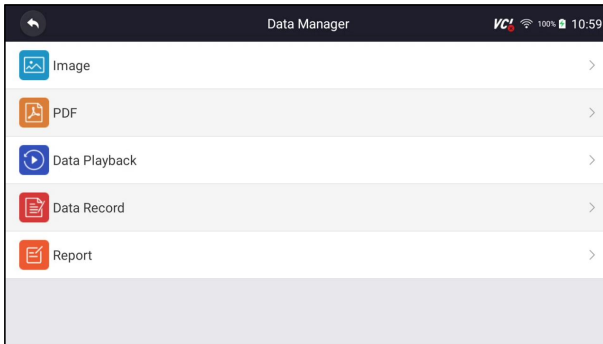 Data Manager VC! 100% 10:59
Image
PDF
Data Playback
Data Record
Report